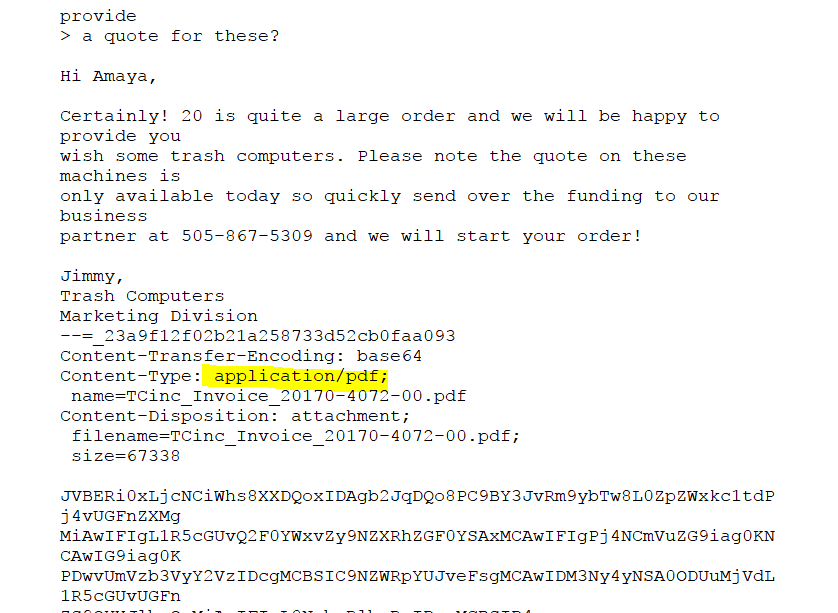 provide
> a quote for these?
Hi Amaya,
Certainly! 20 is quite a large order and we will be happy to
provide you
wish some trash computers. Please note the quote on these
machines is
only available today so quickly send over the funding to our
business
partner at 505-867-5309 and we will start your order!
Jimmy,
Trash Computers
Marketing Division
--=_23a9f12f02b21a258733d52cb0faa093
Content-Transfer-Encoding: base64
Content-Type: application/pdf;
name=TCinc_Invoice_20170-4072-00.pdf
Content-Disposition: attachment;
filename=TCinc_Invoice_20170-4072-00.pdf;
size=67338
JVBERi0xLjcNCiWhs8XXDQoxIDAgb2JqDQo8PC9BY3JvRm9ybTw8L0ZpZWxkc1tdP
j4vUGFnZXMg
MiAwIFIgL1R5cGUvQ2F0YWxvZy9NZXRhZGF0YSAxMCAwIFIgPj4NCmVuZG9iag0KN
CAwIG9iag0K
PDwvUmVzb3VyY2VzIDcgMCBSIC9NZWRpYUJveFsgMCAwIDM3Ny4yNSA0ODUuMjVdL
1R5cGUvUGFn